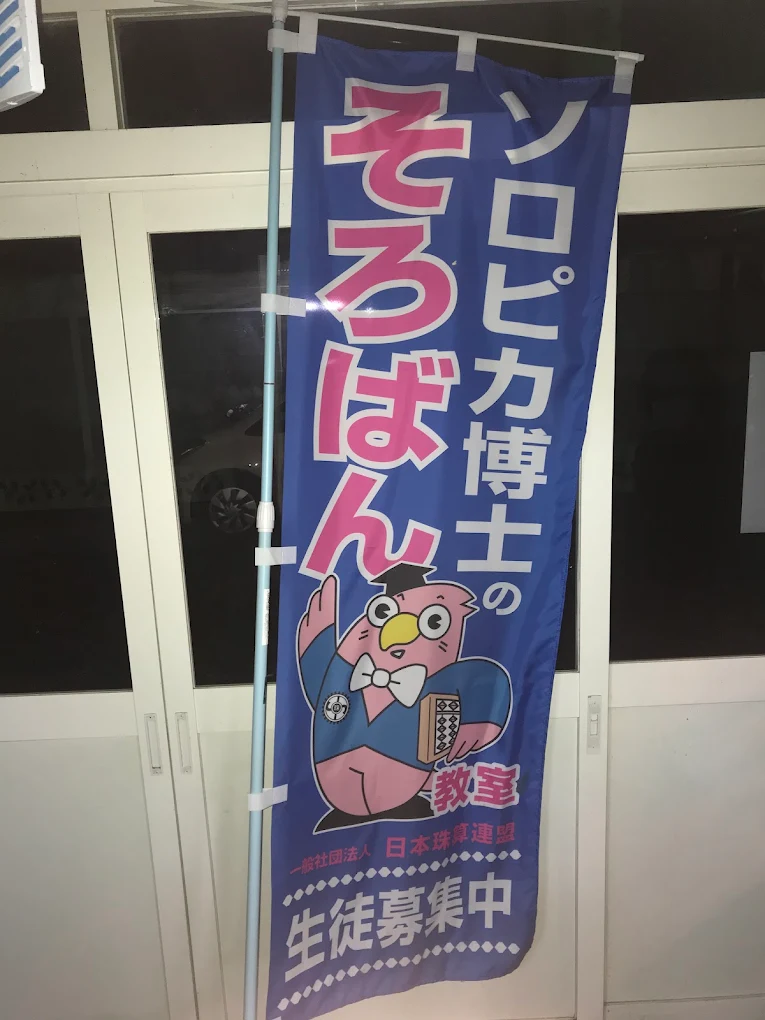 ソロピカ博士の
そろばん
教室
一般社団法人 日本珠算連盟
生徒募集中